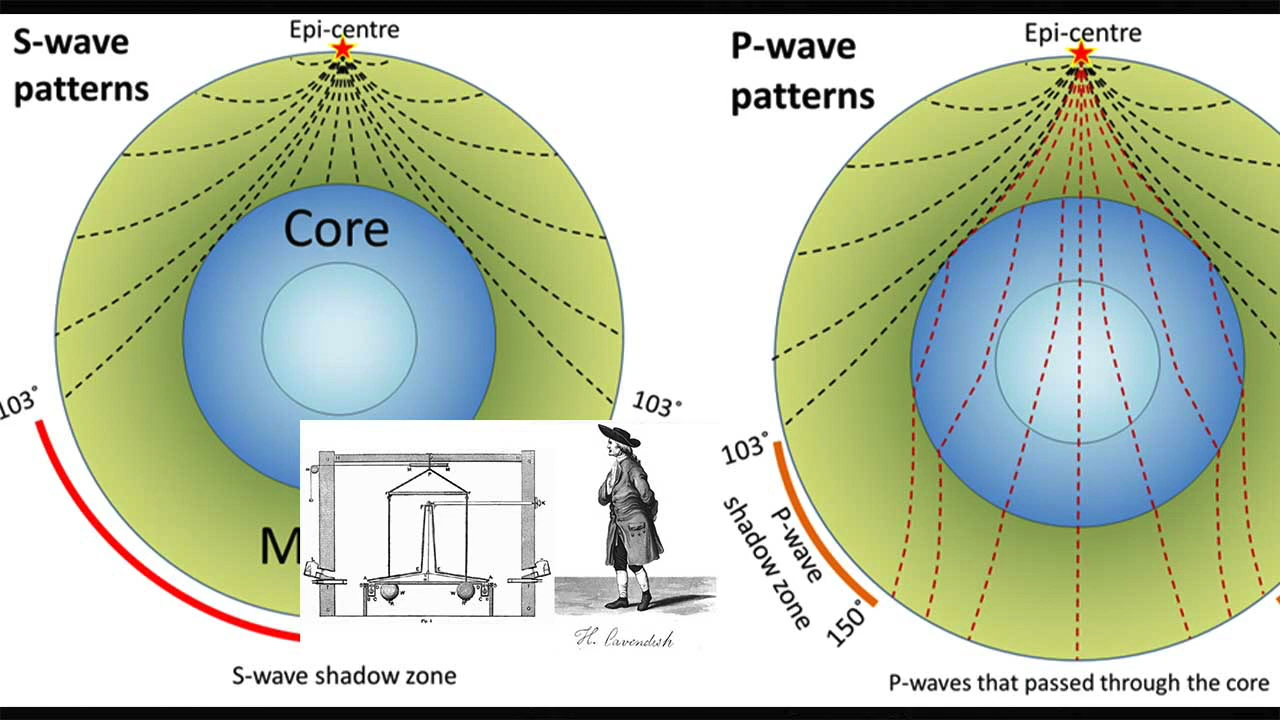 S-wave
patterns
Epi-centre
Core
103°
103°
M
H. Cavendish
S-wave shadow zone
P-wave
patterns
Epi-centre
103°
P-wave
shadow zone
150°
P-waves that passed through the core